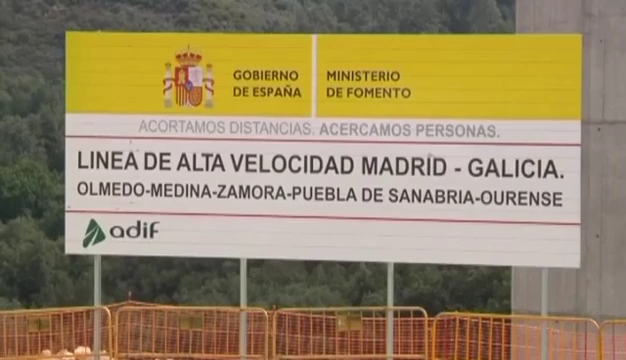 GOBIERNO
DE ESPAÑA
MINISTERIO
DE FOMENTO
ACORTAMOS DISTANCIAS. ACERCAMOS PERSONAS.
LINEA DE ALTA VELOCIDAD MADRID - GALICIA.
OLMEDO-MEDINA-ZAMORA-PUEBLA DE SANABRIA-OURENSE
adif